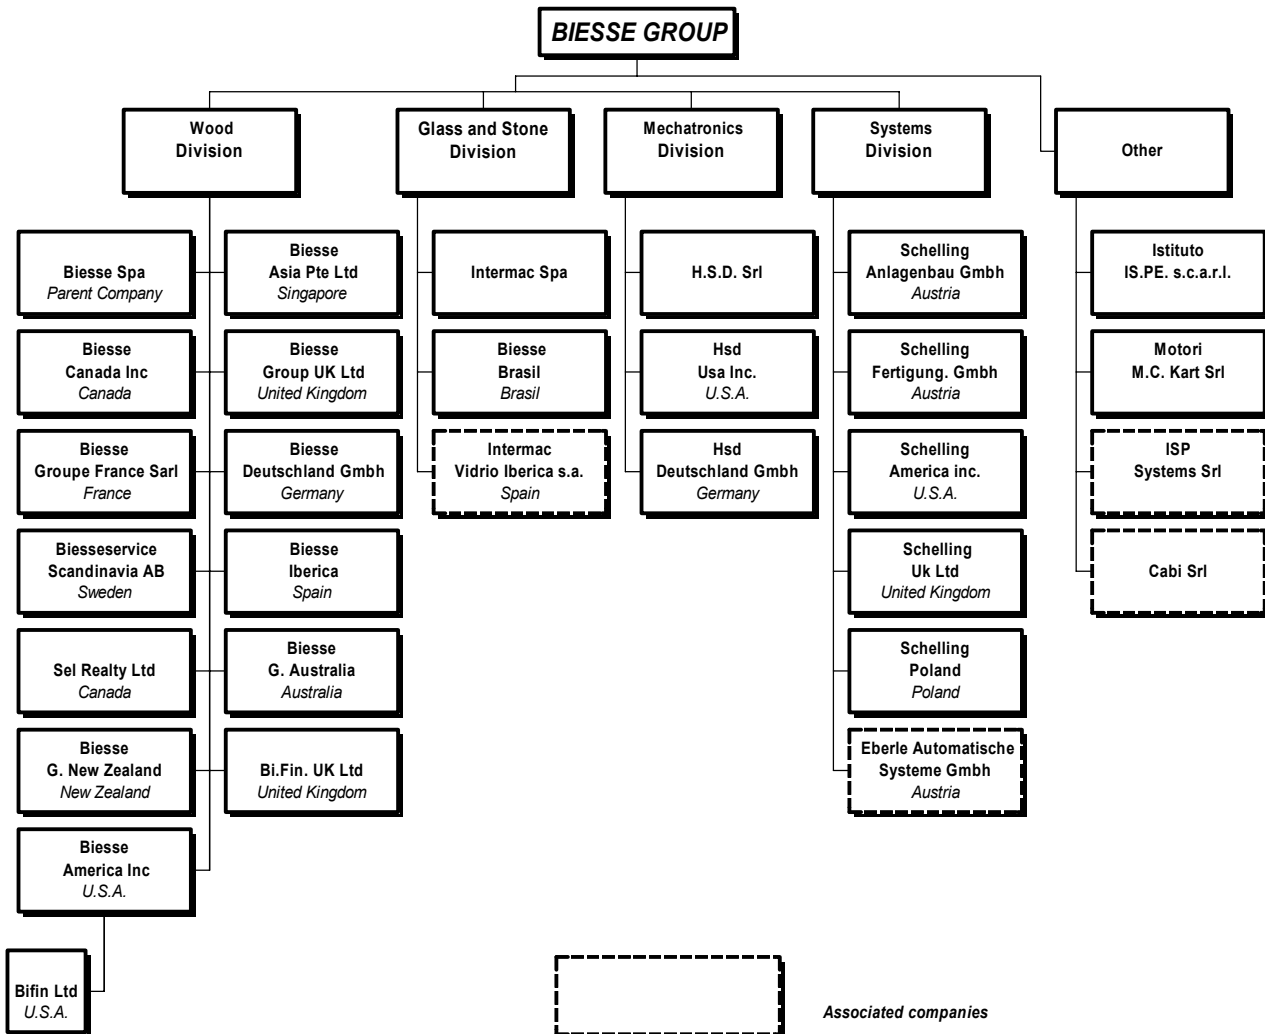 BIESSE GROUP
Wood
Division
Glass and Stone
Division
Mechatronics
Division
Systems
Division
Other
Biesse Spa
Parent Company
Biesse
Asia Pte Ltd
Singapore
Biesse
Canada Inc
Canada
Biesse
Group UK Ltd
United Kingdom
Biesse
Groupe France Sarl
France
Biesse
Deutschland Gmbh
Germany
Biesseservice
Scandinavia AB
Sweden
Biesse
Iberica
Spain
Sel Realty Ltd
Canada
Biesse
G. Australia
Australia
Biesse
G. New Zealand
New Zealand
Bi.Fin. UK Ltd
United Kingdom
Biesse
America Inc
U.S.A.
Bifin Ltd
U.S.A.
Intermac Spa
Biesse
Brasil
Brasil
Intermac
Vidrio Iberica s.a.
Spain
H.S.D. Srl
Hsd
Usa Inc.
U.S.A.
Hsd
Deutschland Gmbh
Germany
Schelling
Anlagenbau Gmbh
Austria
Schelling
Fertigung. Gmbh
Austria
Schelling
America inc.
U.S.A.
Schelling
Uk Ltd
United Kingdom
Schelling
Poland
Poland
Eberle Automatische
Systeme Gmbh
Austria
Istituto
IS.PE. s.c.a.r.l.
Motori
M.C. Kart Srl
ISP
Systems Srl
Cabi Srl
Associated companies